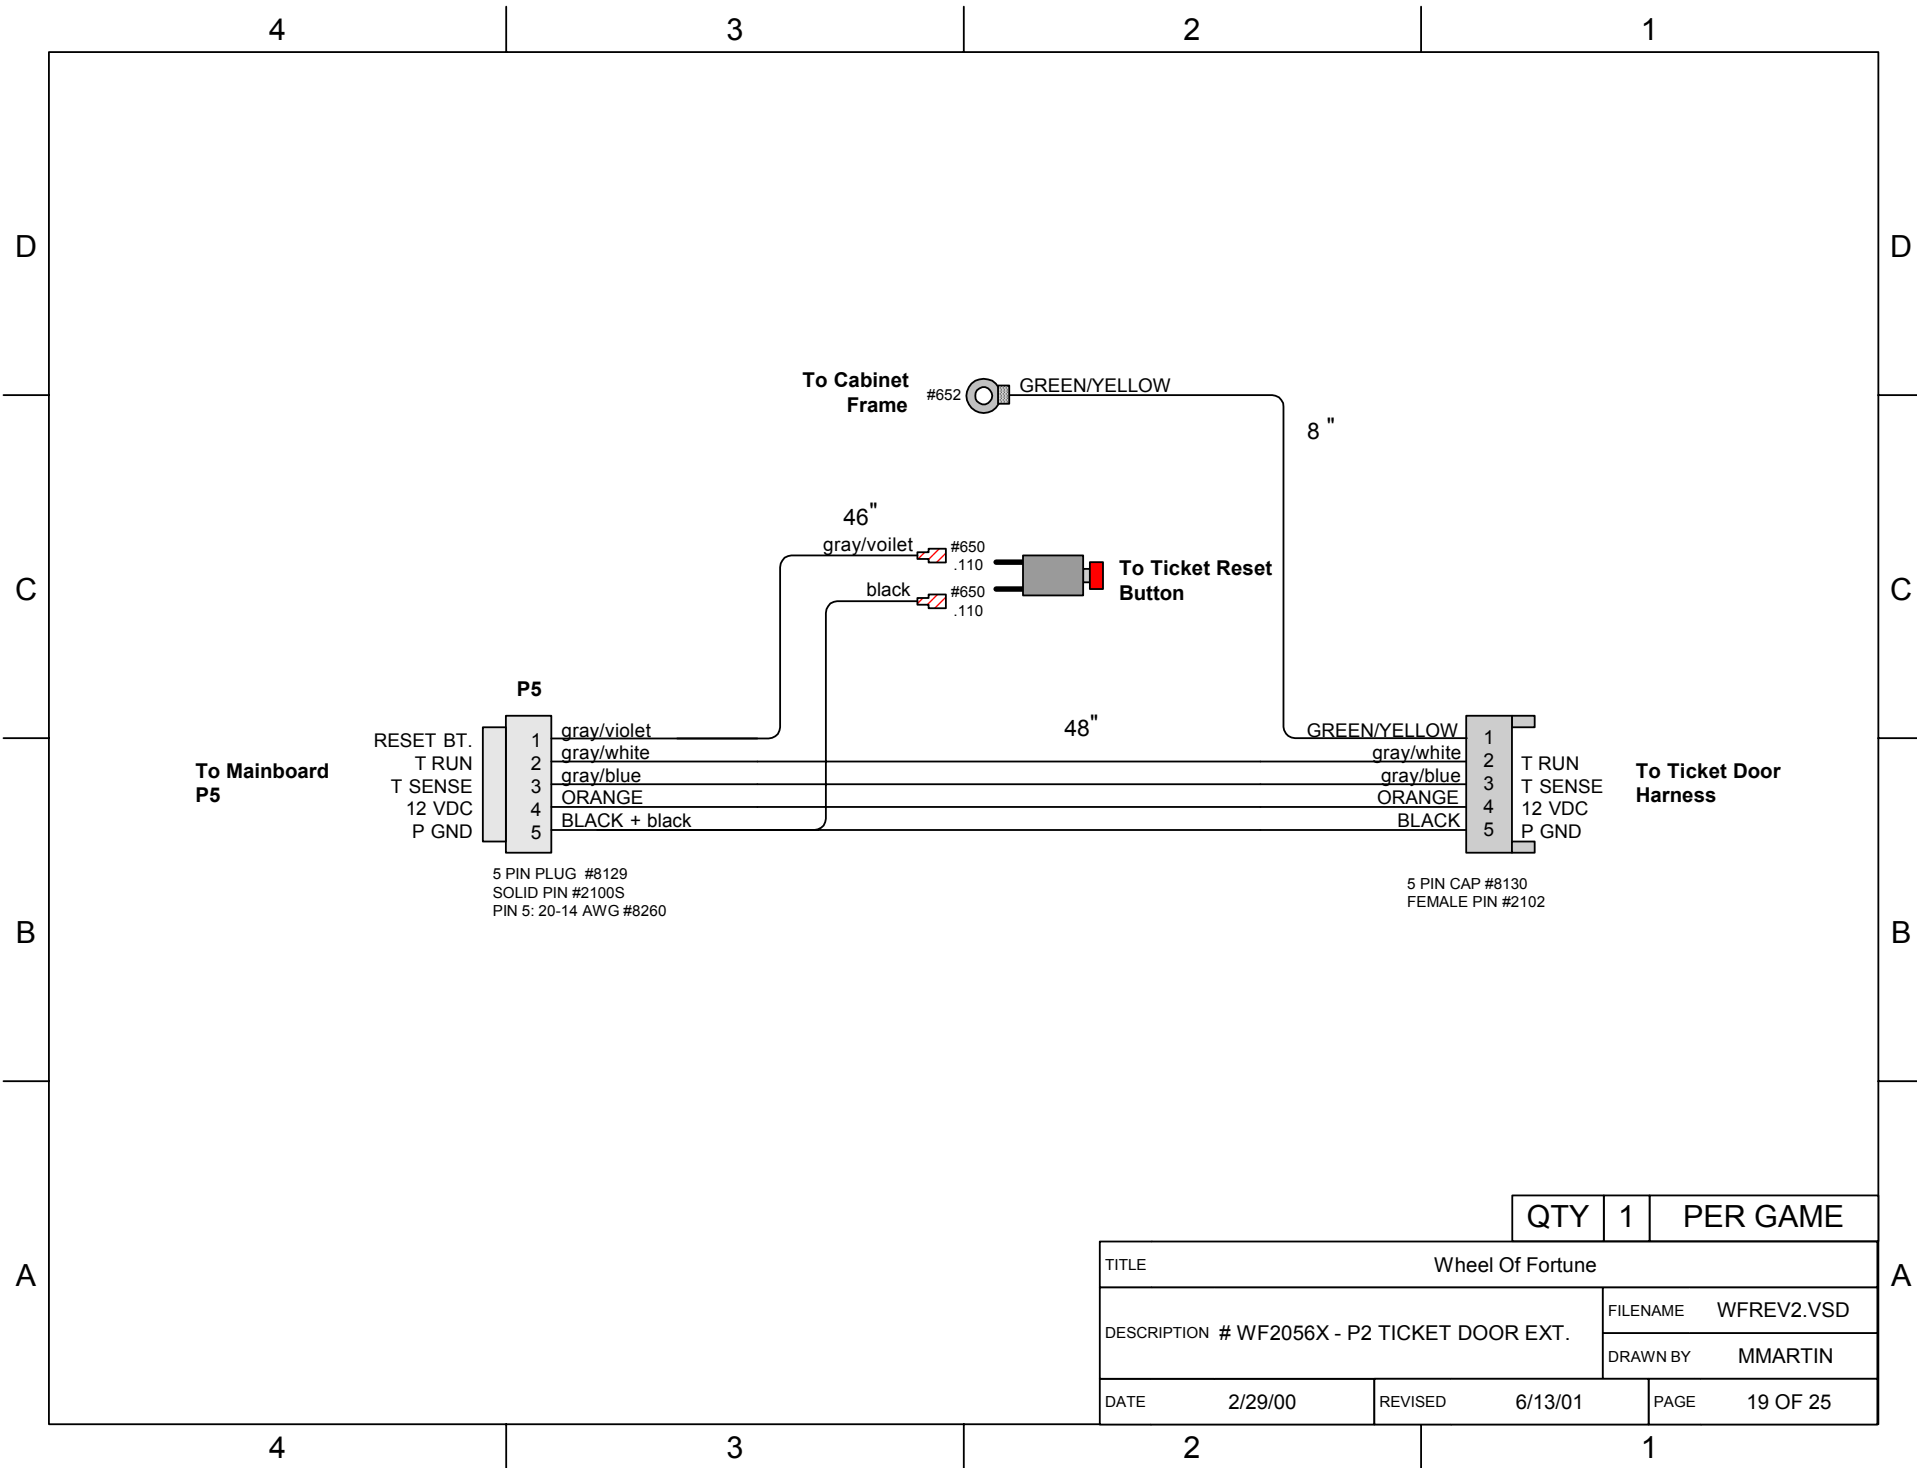 4 3 2 1
D D
To Cabinet
Frame
#652
GREEN/YELLOW
8 "
46"
gray/voilet
#650
.110
To Ticket Reset
Button
C C
black
#650
.110
P5
48"
To Mainboard
P5
RESET BT. 1 gray/violet GREEN/YELLOW 1
T RUN 2 gray/white gray/white 2 T RUN
T SENSE 3 gray/blue gray/blue 3 T SENSE
12 VDC 4 ORANGE ORANGE 4 12 VDC
P GND 5 BLACK + black BLACK 5 P GND
To Ticket Door
Harness
5 PIN PLUG #8129
SOLID PIN #2100S
PIN 5: 20-14 AWG #8260
5 PIN CAP #8130
FEMALE PIN #2102
B B
QTY 1 PER GAME
A A
TITLE Wheel Of Fortune
DESCRIPTION # WF2056X - P2 TICKET DOOR EXT.
FILENAME WFREV2.VSD
DRAWN BY MMARTIN
DATE 2/29/00 REVISED 6/13/01 PAGE 19 OF 25
4 3 2 1